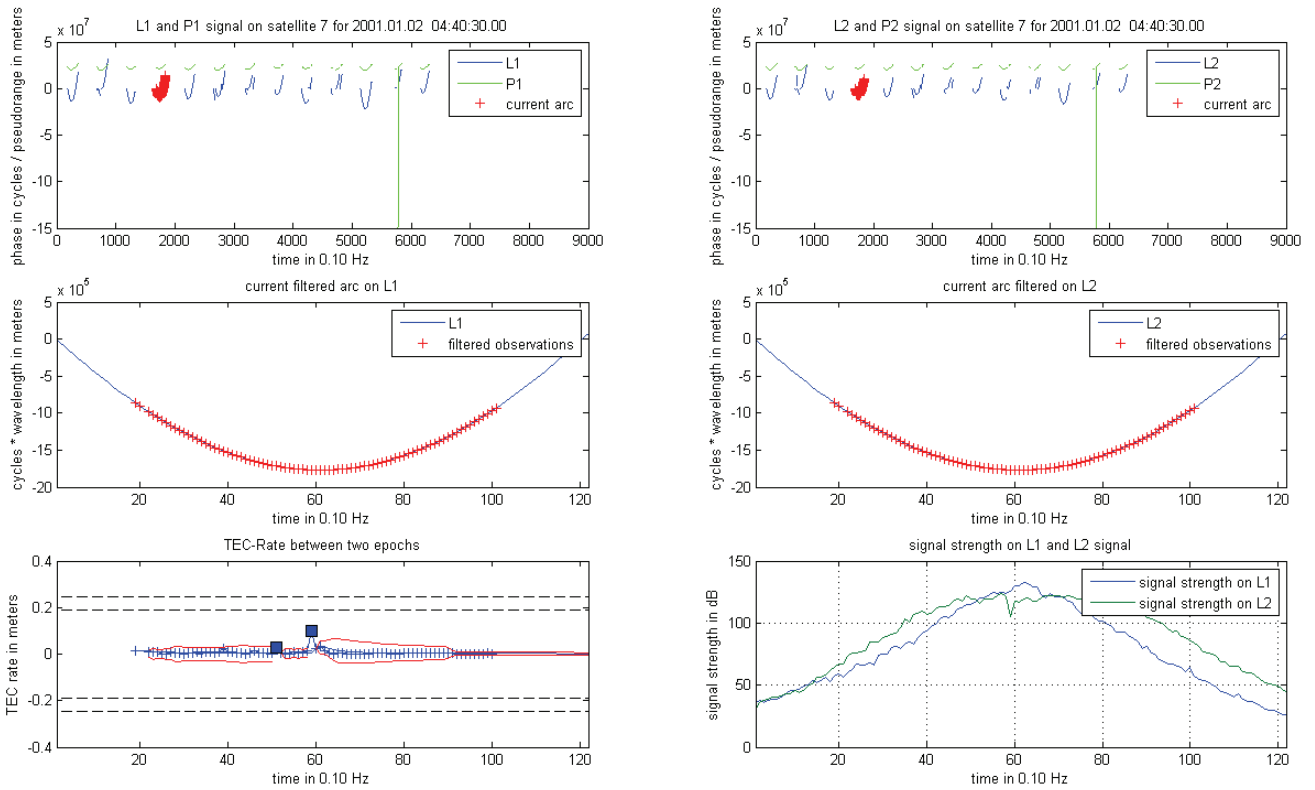 L1 and P1 signal on satellite 7 for 2001.01.02 04:40:30.00
x 10^7
phase in cycles / pseudorange in meters
5
0
-5
-10
-15
0 1000 2000 3000 4000 5000 6000 7000 8000 9000
time in 0.10 Hz
L1
P1
current arc
L2 and P2 signal on satellite 7 for 2001.01.02 04:40:30.00
x 10^7
phase in cycles / pseudorange in meters
5
0
-5
-10
-15
0 1000 2000 3000 4000 5000 6000 7000 8000 9000
time in 0.10 Hz
L2
P2
current arc
current filtered arc on L1
x 10^5
cycles * wavelength in meters
5
0
-5
-10
-15
-20
20 40 60 80 100 120
time in 0.10 Hz
L1
filtered observations
current arc filtered on L2
x 10^5
cycles * wavelength in meters
5
0
-5
-10
-15
-20
20 40 60 80 100 120
time in 0.10 Hz
L2
filtered observations
TEC-Rate between two epochs
TEC rate in meters
0.4
0.2
0
-0.2
-0.4
20 40 60 80 100 120
time in 0.10 Hz
signal strength on L1 and L2 signal
signal strength in dB
150
100
50
0
20 40 60 80 100 120
time in 0.10 Hz
signal strength on L1
signal strength on L2